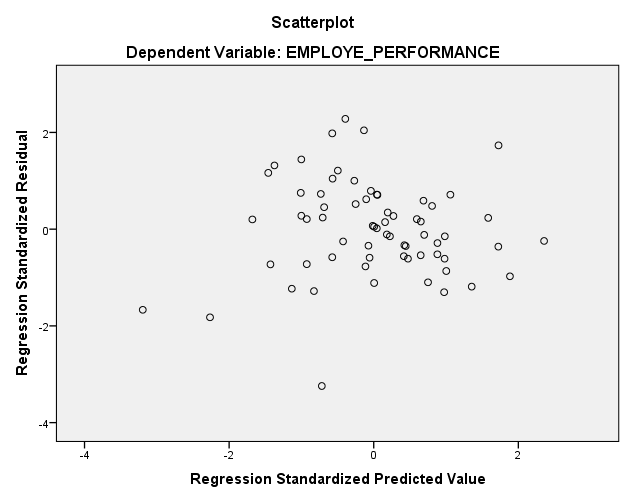 Scatterplot
Dependent Variable: EMPLOYE_PERFORMANCE
Regression Standardized Residual
2
0
-2
-4
-4
-2
0
2
Regression Standardized Predicted Value